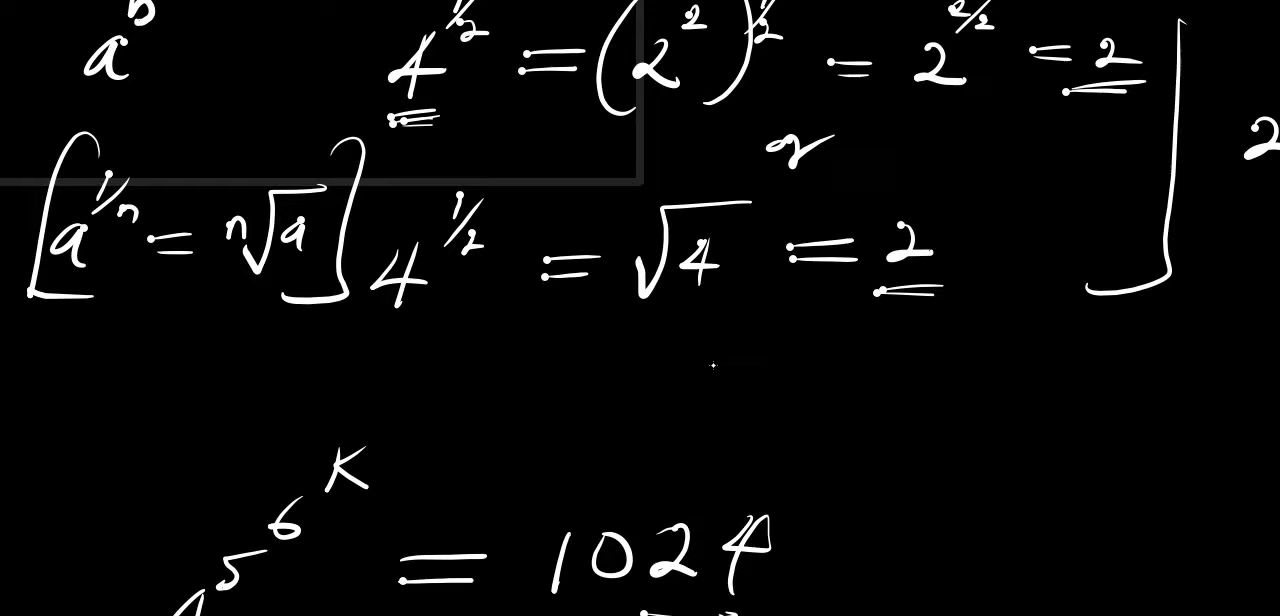 a^b 4^{1/2} = (2^2)^{1/2} = 2^{2/2} = 2
[a^{1/n} = ⁿ√a] 4^{1/2} = √4 = 2
5^{6^K} = 1024